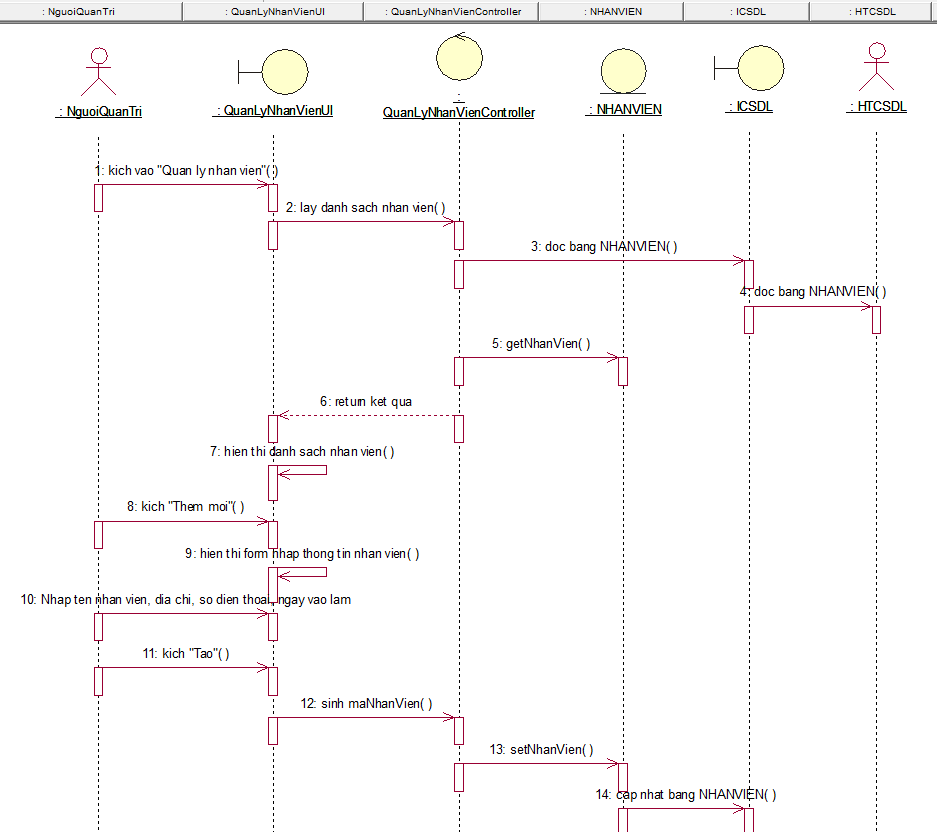 : NguoiQuanTri
: QuanLyNhanVienUI
: QuanLyNhanVienController
: NHANVIEN
: ICSDL
: HTCSDL
: NguoiQuanTri
: QuanLyNhanVienUI
:
QuanLyNhanVienController
: NHANVIEN
: ICSDL
: HTCSDL
1: kich vao "Quan ly nhan vien"( )
2: lay danh sach nhan vien( )
3: doc bang NHANVIEN( )
4: doc bang NHANVIEN( )
5: getNhanVien( )
6: return ket qua
7: hien thi danh sach nhan vien( )
8: kich "Them moi"( )
9: hien thi form nhap thong tin nhan vien( )
10: Nhap ten nhan vien, dia chi, so dien thoai, ngay vao lam
11: kich "Tao"( )
12: sinh maNhanVien( )
13: setNhanVien( )
14: cap nhat bang NHANVIEN( )